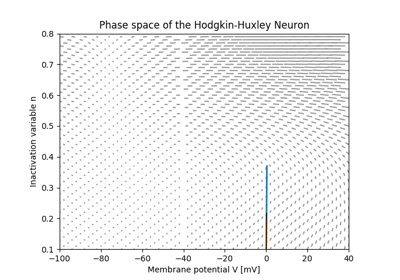 Phase space of the Hodgkin-Huxley Neuron
Inactivation variable n
0.8
0.7
0.6
0.5
0.4
0.3
0.2
0.1
−100 −80 −60 −40 −20 0 20 40
Membrane potential V [mV]